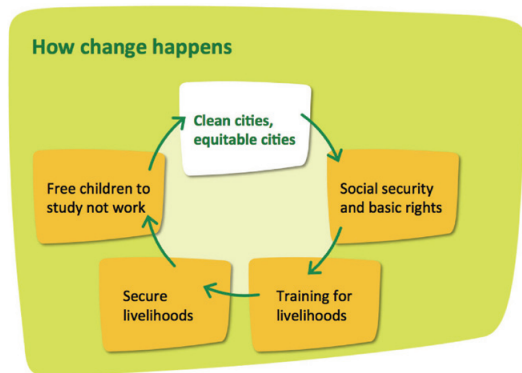 How change happens
Clean cities,
equitable cities
Social security
and basic rights
Training for
livelihoods
Secure
livelihoods
Free children to
study not work